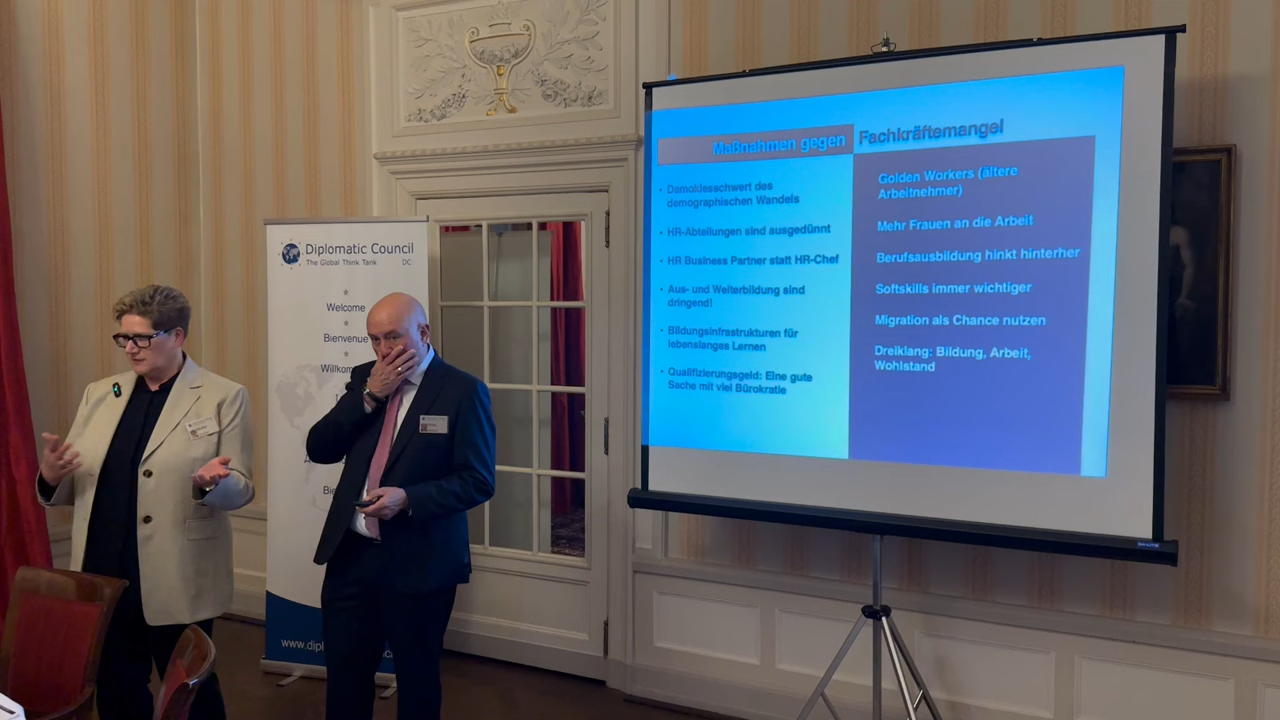 Diplomatic Council
The Global Think Tank DC
Welcome
Bienvenue
Maßnahmen gegen Fachkräftemangel
• Damoklesschwert des
demographischen Wandels
• HR-Abteilungen sind ausgedünnt
• HR Business Partner statt HR-Chef
• Aus- und Weiterbildung sind
dringend!
• Bildungsinfrastrukturen für
lebenslanges Lernen
• Qualifizierungsgeld: Eine gute
Sache mit viel Bürokratie
Golden Workers (ältere
Arbeitnehmer)
Mehr Frauen an die Arbeit
Berufsausbildung hinkt hinterher
Softskills immer wichtiger
Migration als Chance nutzen
Dreiklang: Bildung, Arbeit,
Wohlstand